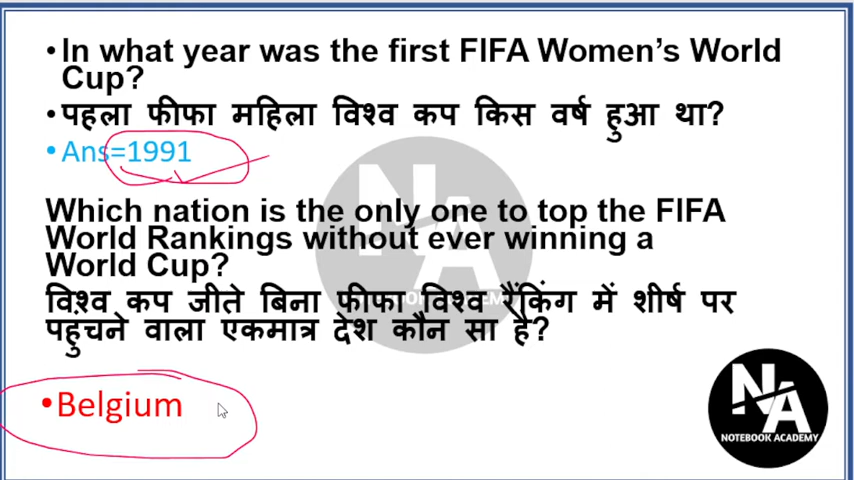 •In what year was the first FIFA Women's World
Cup?
•पहला फीफा महिला विश्व कप किस वर्ष हुआ था?
•Ans=1991
Which nation is the only one to top the FIFA
World Rankings without ever winning a
World Cup?
विश़्व कप जीते बिना फीफा विश्व रैंकिंग में शीर्ष पर
पहुचने वाला एकमात्र देश कौन सा है?
•Belgium
NA
NOTEBOOK ACADEMY